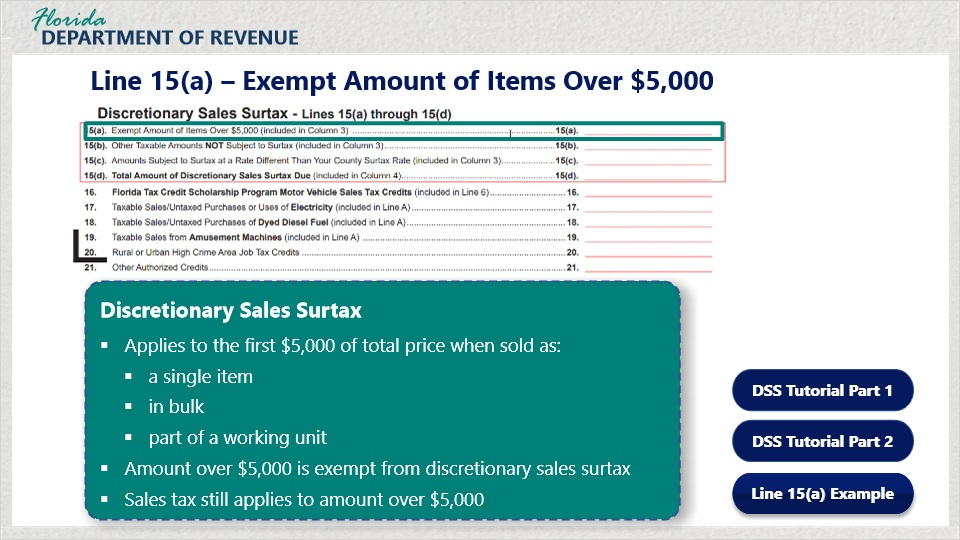 Florida
DEPARTMENT OF REVENUE
Line 15(a) – Exempt Amount of Items Over $5,000
Discretionary Sales Surtax - Lines 15(a) through 15(d)
5(a). Exempt Amount of Items Over $5,000 (included in Column 3) ........ 15(a).
15(b). Other Taxable Amounts NOT Subject to Surtax (included in Column 3)........ 15(b).
15(c). Amounts Subject to Surtax at a Rate Different Than Your County Surtax Rate (included in Column 3)........ 15(c).
15(d). Total Amount of Discretionary Sales Surtax Due (included in Column 4)........ 15(d).
16. Florida Tax Credit Scholarship Program Motor Vehicle Sales Tax Credits (included in Line 6)........ 16.
17. Taxable Sales/Untaxed Purchases or Uses of Electricity (included in Line A)........ 17.
18. Taxable Sales/Untaxed Purchases of Dyed Diesel Fuel (included in Line A)........ 18.
19. Taxable Sales from Amusement Machines (included in Line A) ........ 19.
20. Rural or Urban High Crime Area Job Tax Credits ........ 20.
21. Other Authorized Credits........ 21.
Discretionary Sales Surtax
▪ Applies to the first $5,000 of total price when sold as:
▪ a single item
▪ in bulk
▪ part of a working unit
▪ Amount over $5,000 is exempt from discretionary sales surtax
▪ Sales tax still applies to amount over $5,000
DSS Tutorial Part 1
DSS Tutorial Part 2
Line 15(a) Example